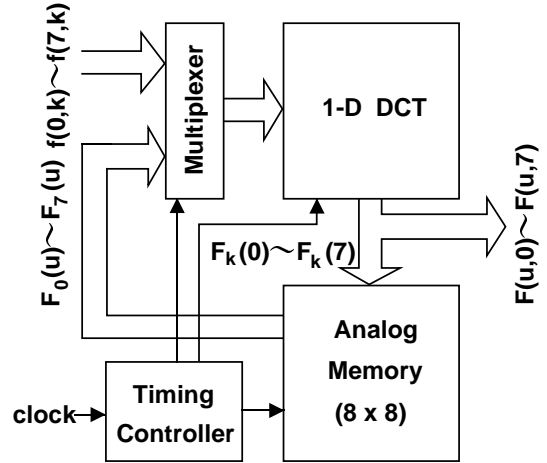 f(0,k)～f(7,k)
F₀(u)～F₇(u)
Multiplexer
1-D DCT
Fₖ(0)～Fₖ(7)
F(u,0)～F(u,7)
Analog
Memory
(8 x 8)
clock
Timing
Controller